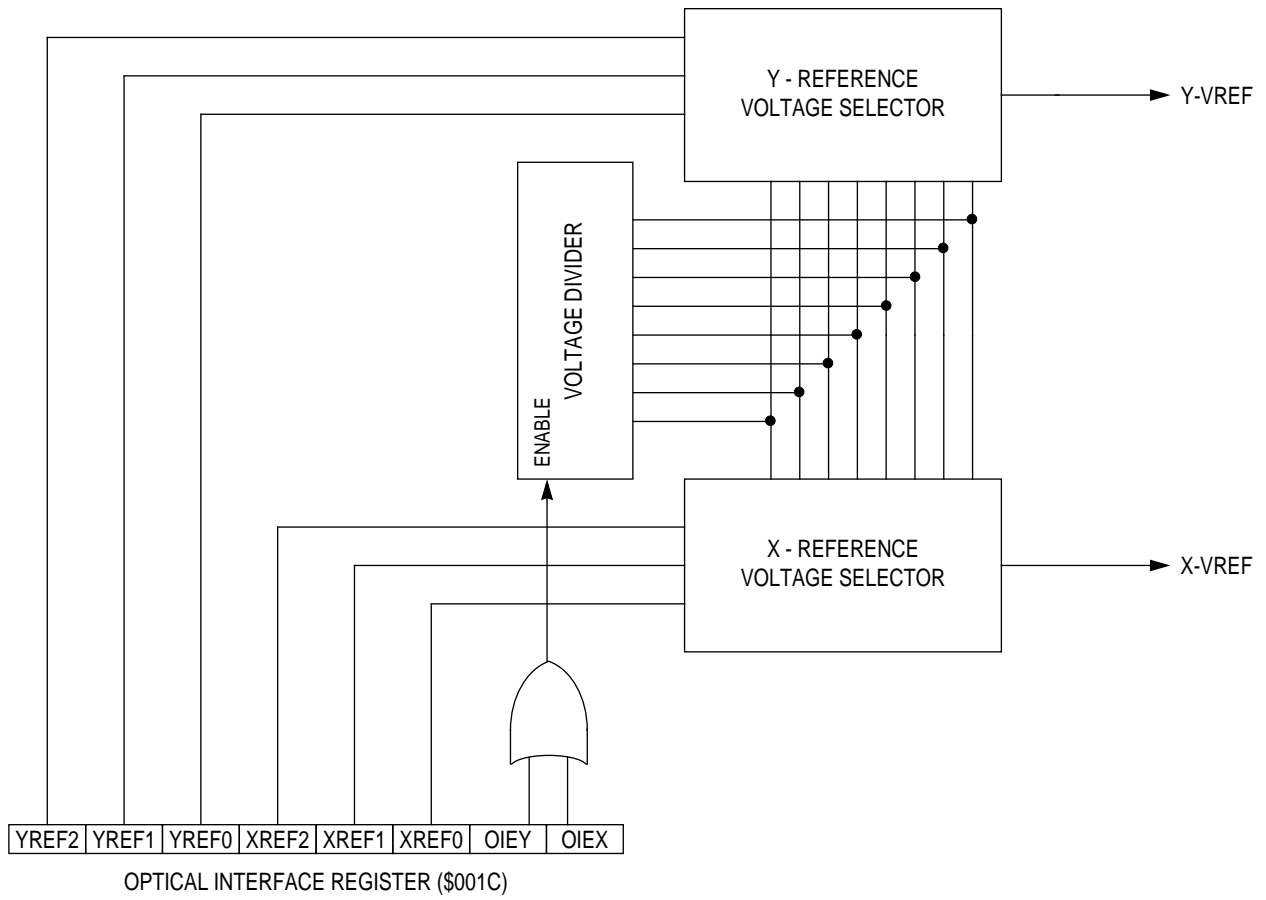 Y - REFERENCE
VOLTAGE SELECTOR
Y-VREF
VOLTAGE DIVIDER
ENABLE
X - REFERENCE
VOLTAGE SELECTOR
X-VREF
YREF2 YREF1 YREF0 XREF2 XREF1 XREF0 OIEY OIEX
OPTICAL INTERFACE REGISTER ($001C)